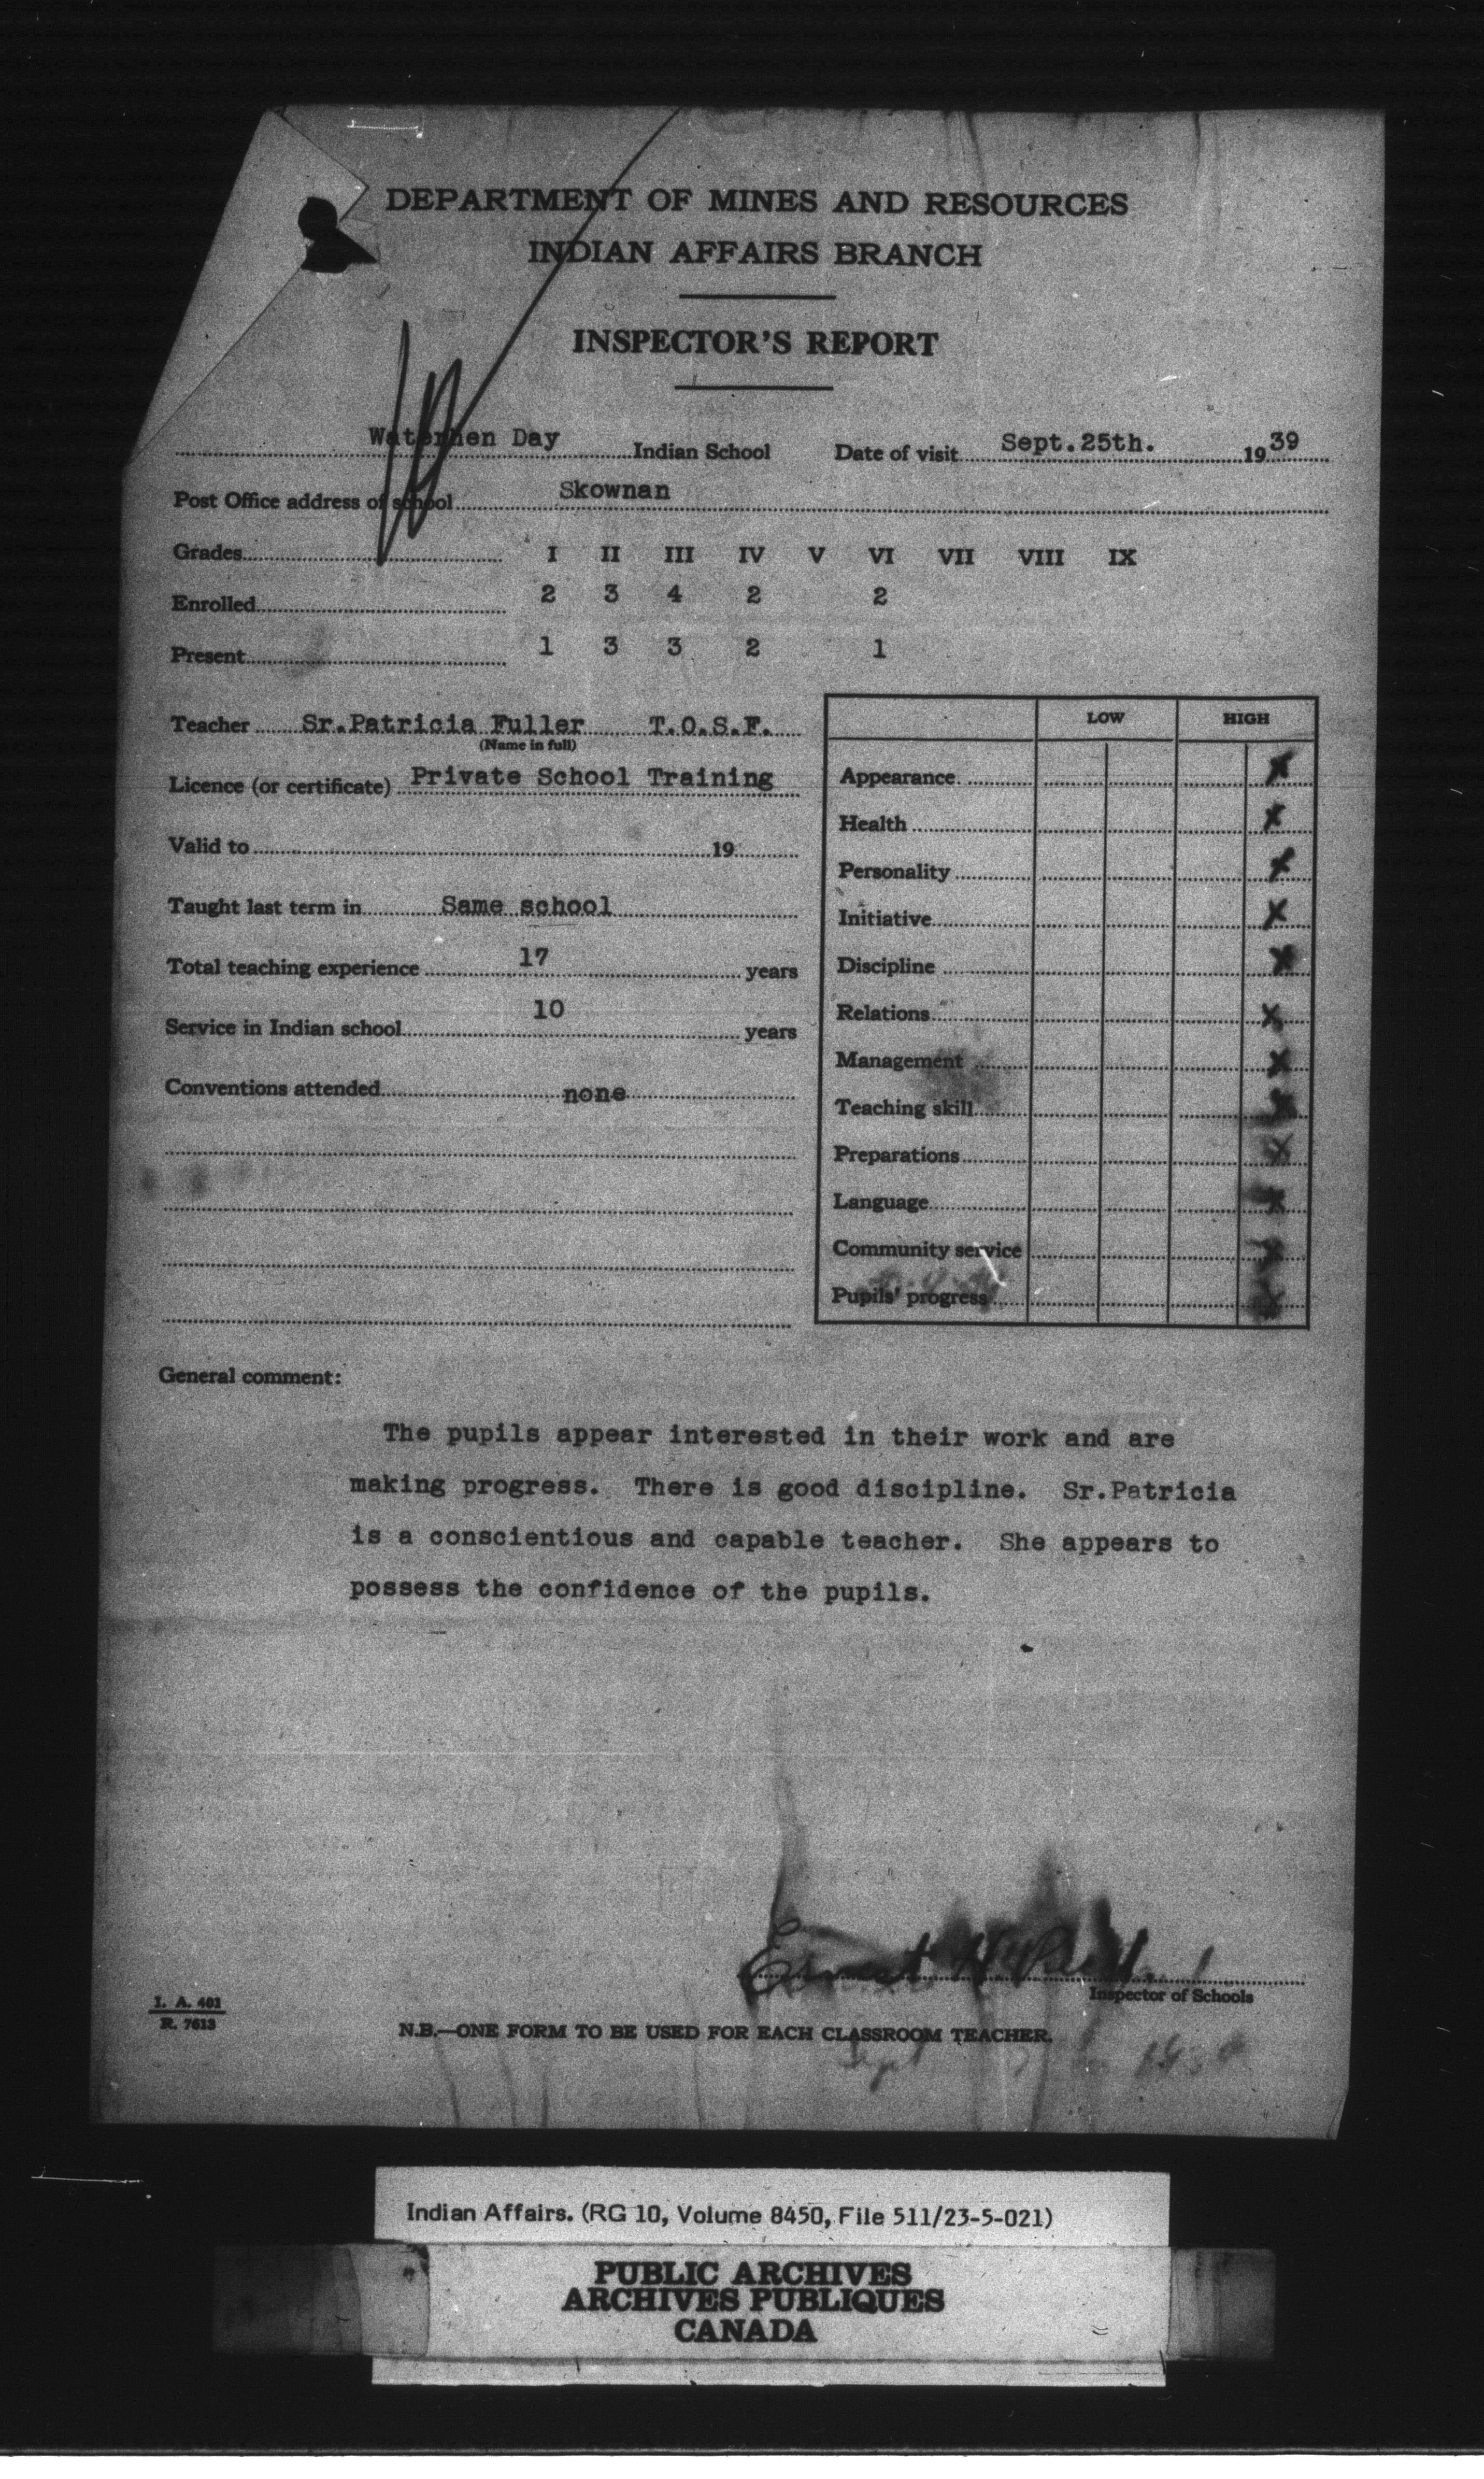 DEPARTMENT OF MINES AND RESOURCES
INDIAN AFFAIRS BRANCH
INSPECTOR'S REPORT
Waterhen Day Indian School Date of visit Sept.25th. 1939
Post Office address of school Skownan
Grades I II III IV V VI VII VIII IX
Enrolled 2 3 4 2 2
Present 1 3 3 2 1
Teacher Sr.Patricia Fuller T.O.S.F.
(Name in full)
Licence (or certificate) Private School Training
Valid to 19
Taught last term in Same school
Total teaching experience 17 years
Service in Indian school 10 years
Conventions attended none
LOW HIGH
Appearance X
Health X
Personality X
Initiative X
Discipline X
Relations X
Management X
Teaching skill X
Preparations X
Language X
Community service X
Pupils' progress X
General comment:
The pupils appear interested in their work and are
making progress. There is good discipline. Sr.Patricia
is a conscientious and capable teacher. She appears to
possess the confidence of the pupils.
Ernest H.
Inspector of Schools
I. A. 401
R. 7613
N.B.—ONE FORM TO BE USED FOR EACH CLASSROOM TEACHER.
Indian Affairs. (RG 10, Volume 8450, File 511/23-5-021)
PUBLIC ARCHIVES
ARCHIVES PUBLIQUES
CANADA